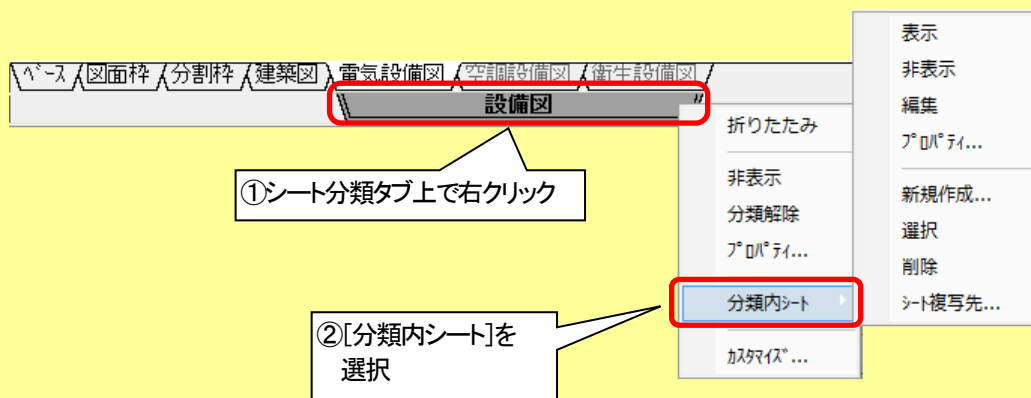 ﾍﾞｰｽ 図面枠 分割枠 建築図 電気設備図 空調設備図 衛生設備図
設備図
①シート分類タブ上で右クリック
折りたたみ
非表示
分類解除
ﾌﾟﾛﾊﾟﾃｨ...
分類内ｼｰﾄ
ｶｽﾀﾏｲｽﾞ...
②[分類内シート]を
選択
表示
非表示
編集
ﾌﾟﾛﾊﾟﾃｨ...
新規作成...
選択
削除
ｼｰﾄ複写先...